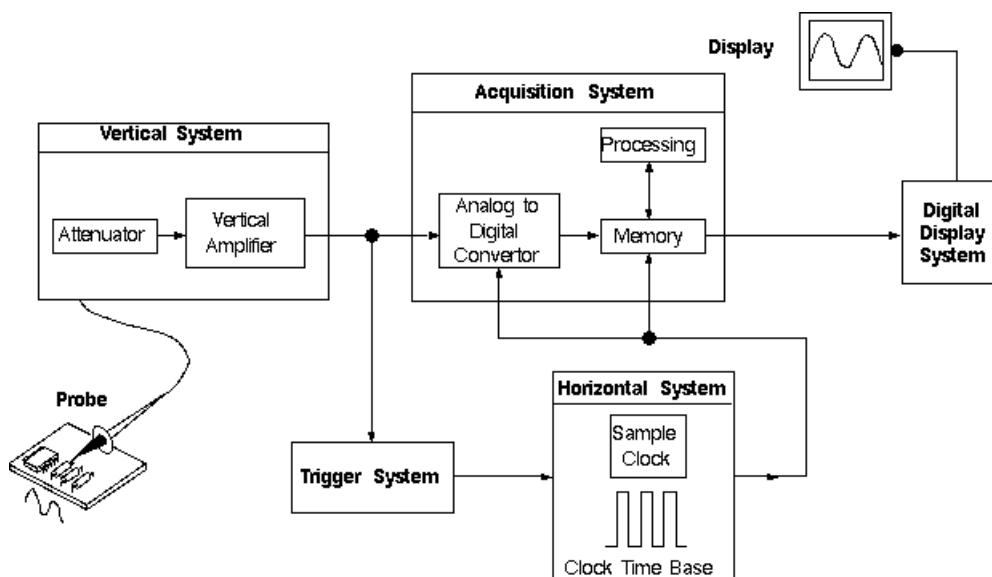 Display
Acquisition System
Vertical System
Processing
Attenuator
Vertical
Amplifier
Analog to
Digital
Convertor
Memory
Digital
Display
System
Probe
Horizontal System
Sample
Clock
Trigger System
Clock Time Base